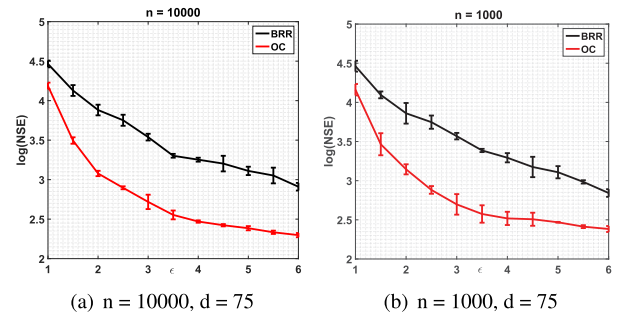 n = 10000
5
4.5
4
3.5
3
2.5
2
log(NSE)
BRR
OC
1 2 3 ϵ 4 5 6
(a) n = 10000, d = 75
n = 1000
5
4.5
4
3.5
3
2.5
2
log(NSE)
BRR
OC
1 2 3 ϵ 4 5 6
(b) n = 1000, d = 75